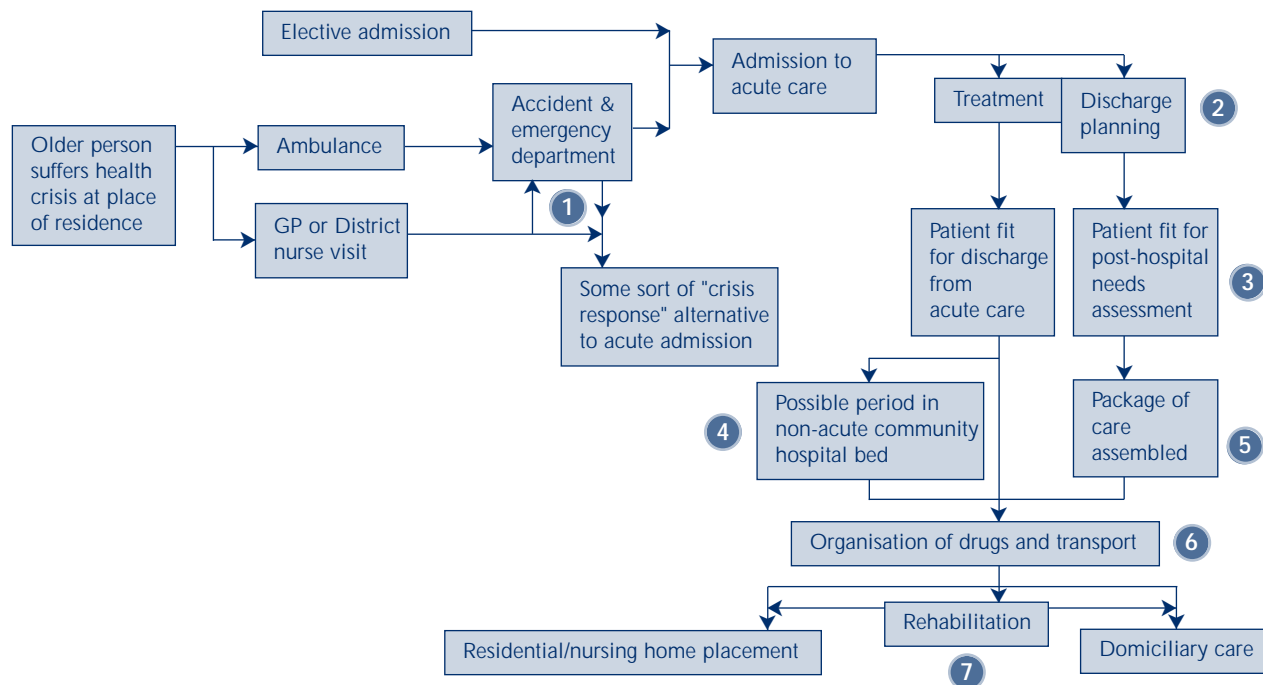 Elective admission
Admission to
acute care
Treatment
Discharge
planning
2
Accident &
emergency
department
Older person
suffers health
crisis at place
of residence
Ambulance
1
GP or District
nurse visit
Some sort of "crisis
response" alternative
to acute admission
Patient fit
for discharge
from
acute care
Patient fit for
post-hospital
needs
assessment
3
4
Possible period in
non-acute community
hospital bed
Package of
care
assembled
5
Organisation of drugs and transport
6
Residential/nursing home placement
Rehabilitation
Domiciliary care
7